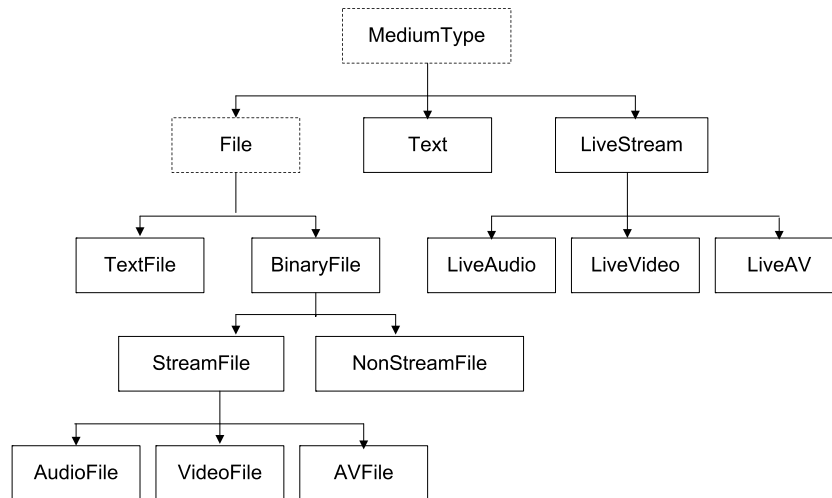 MediumType
File
Text
LiveStream
TextFile
BinaryFile
LiveAudio
LiveVideo
LiveAV
StreamFile
NonStreamFile
AudioFile
VideoFile
AVFile